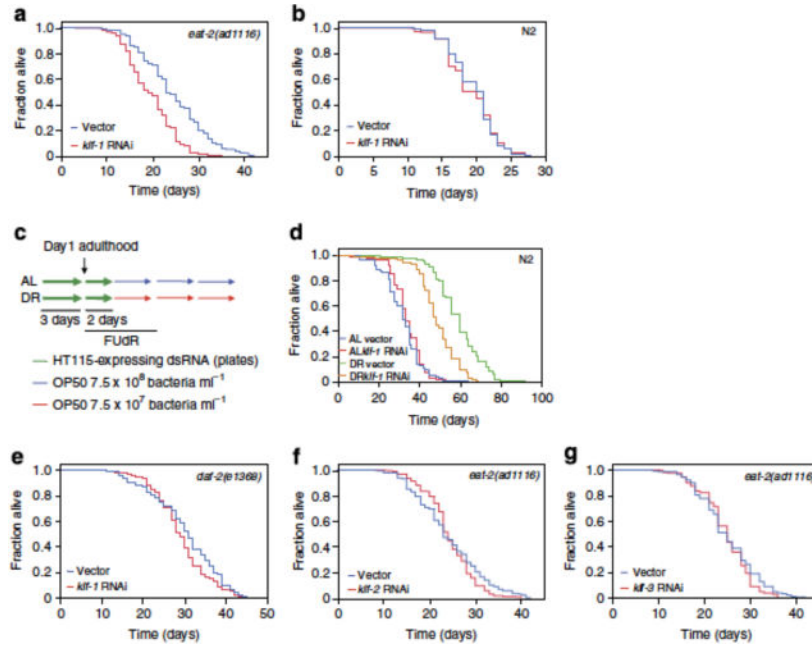 a
eat-2(ad1116)
Fraction alive
1.0
0.8
0.6
0.4
0.2
0
Vector
klf-1 RNAi
0 10 20 30 40
Time (days)
b
N2
Fraction alive
1.0
0.8
0.6
0.4
0.2
0
Vector
klf-1 RNAi
0 5 10 15 20 25 30
Time (days)
c
Day1 adulthood
AL
DR
3 days 2 days
FUdR
HT115-expressing dsRNA (plates)
OP50 7.5 x 10⁸ bacteria ml⁻¹
OP50 7.5 x 10⁷ bacteria ml⁻¹
d
N2
Fraction alive
1.0
0.8
0.6
0.4
0.2
0
AL vector
ALklf-1 RNAi
DR vector
DRklf-1 RNAi
0 20 40 60 80 100
Time (days)
e
daf-2(e1368)
Fraction alive
1.0
0.8
0.6
0.4
0.2
0
Vector
klf-1 RNAi
0 10 20 30 40 50
Time (days)
f
eat-2(ad1116)
Fraction alive
1.0
0.8
0.6
0.4
0.2
0
Vector
klf-2 RNAi
0 10 20 30 40
Time (days)
g
eat-2(ad1116)
Fraction alive
1.0
0.8
0.6
0.4
0.2
0
Vector
klf-3 RNAi
0 10 20 30 40
Time (days)